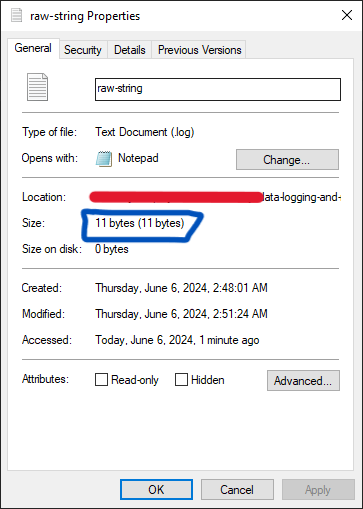 raw-string Properties
General Security Details Previous Versions
raw-string
Type of file: Text Document (.log)
Opens with: Notepad Change...
Location: data-logging-and-
Size: 11 bytes (11 bytes)
Size on disk: 0 bytes
Created: Thursday, June 6, 2024, 2:48:01 AM
Modified: Thursday, June 6, 2024, 2:51:24 AM
Accessed: Today, June 6, 2024, 1 minute ago
Attributes: Read-only Hidden Advanced...
OK Cancel Apply